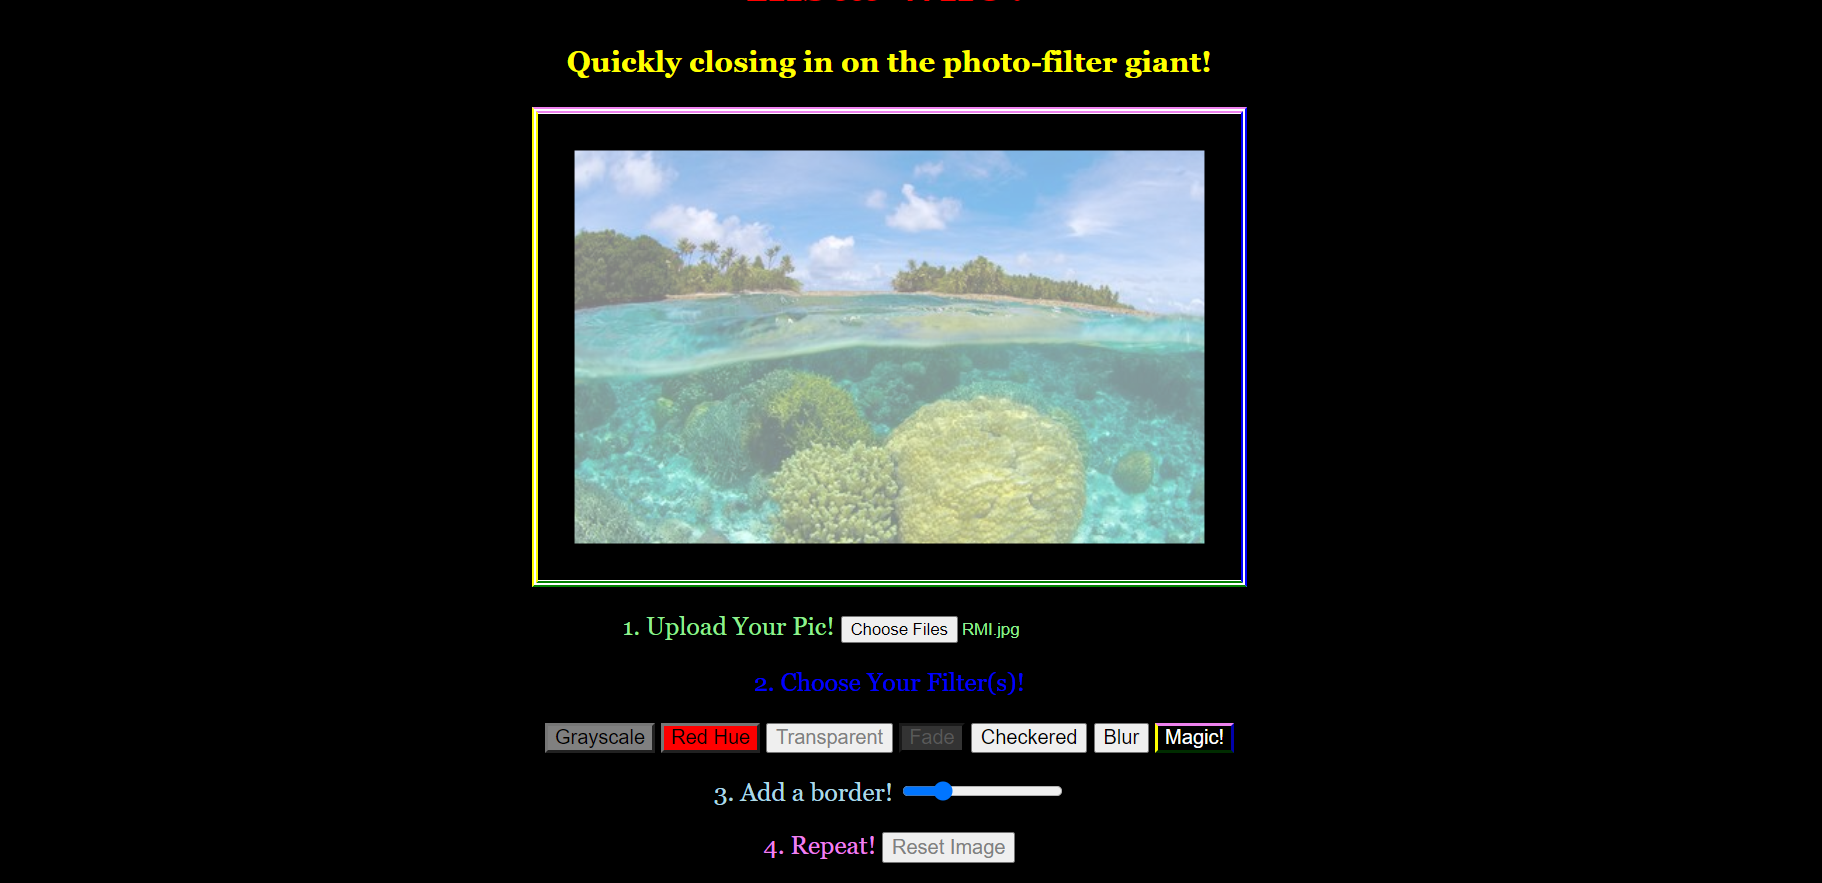 Quickly closing in on the photo-filter giant!
1. Upload Your Pic! Choose Files RMI.jpg
2. Choose Your Filter(s)!
Grayscale Red Hue Transparent Fade Checkered Blur Magic!
3. Add a border!
4. Repeat! Reset Image